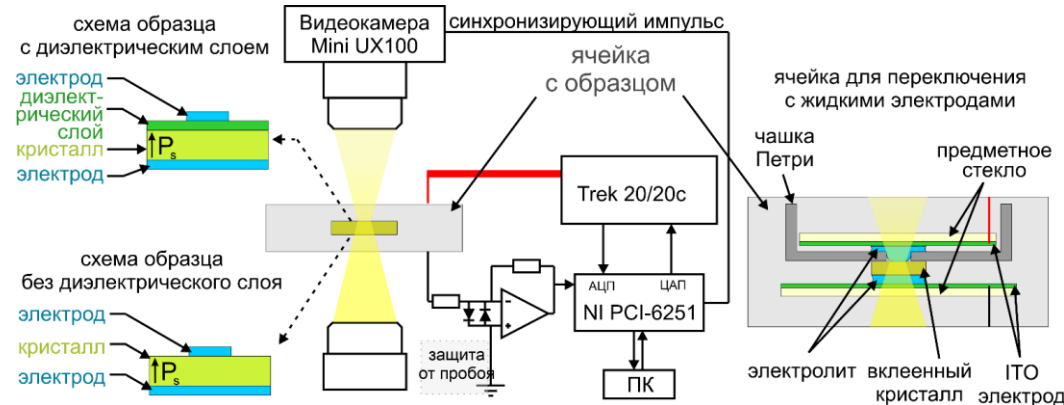 схема образца
с диэлектрическим слоем
электрод
диэлект-
рический
слой
кристалл
Ps
электрод
схема образца
без диэлектрического слоя
электрод
кристалл
Ps
электрод
Видеокамера
Mini UX100
синхронизирующий импульс
ячейка
с образцом
Trek 20/20c
АЦП
ЦАП
NI PCI-6251
ПК
защита
от пробоя
ячейка для переключения
с жидкими электродами
чашка
Петри
предметное
стекло
электролит
вклеенный
кристалл
ITO
электрод